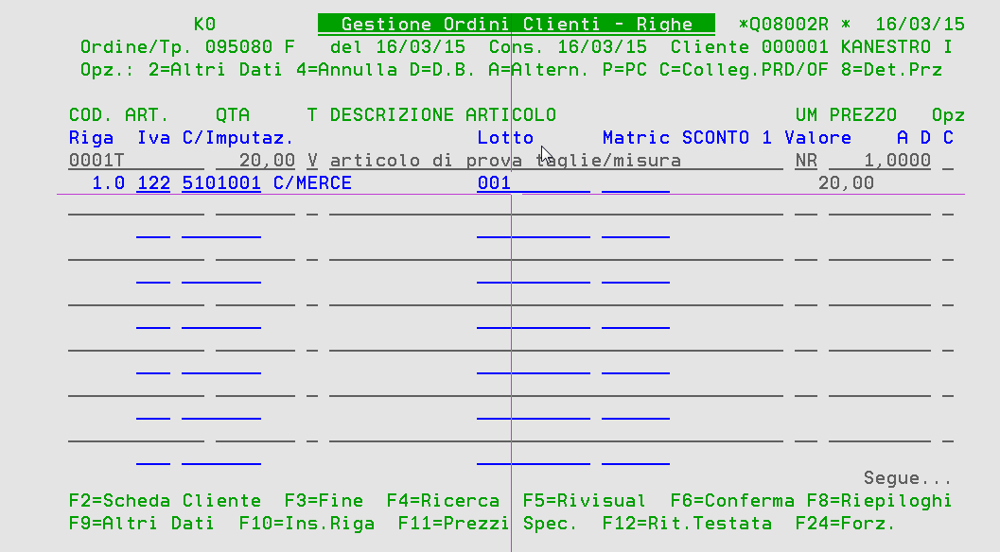 K0 Gestione Ordini Clienti - Righe *Q08002R * 16/03/15
Ordine/Tp. 095080 F del 16/03/15 Cons. 16/03/15 Cliente 000001 KANESTRO I
Opz.: 2=Altri Dati 4=Annulla D=D.B. A=Altern. P=PC C=Colleg.PRD/OF 8=Det.Prz
COD. ART. QTA T DESCRIZIONE ARTICOLO UM PREZZO Opz
Riga Iva C/Imputaz. Lotto Matric SCONTO 1 Valore A D C
0001T 20,00 V articolo di prova taglie/misura NR 1,0000
1.0 122 5101001 C/MERCE 001 20,00
Segue...
F2=Scheda Cliente F3=Fine F4=Ricerca F5=Rivisual F6=Conferma F8=Riepiloghi
F9=Altri Dati F10=Ins.Riga F11=Prezzi Spec. F12=Rit.Testata F24=Forz.